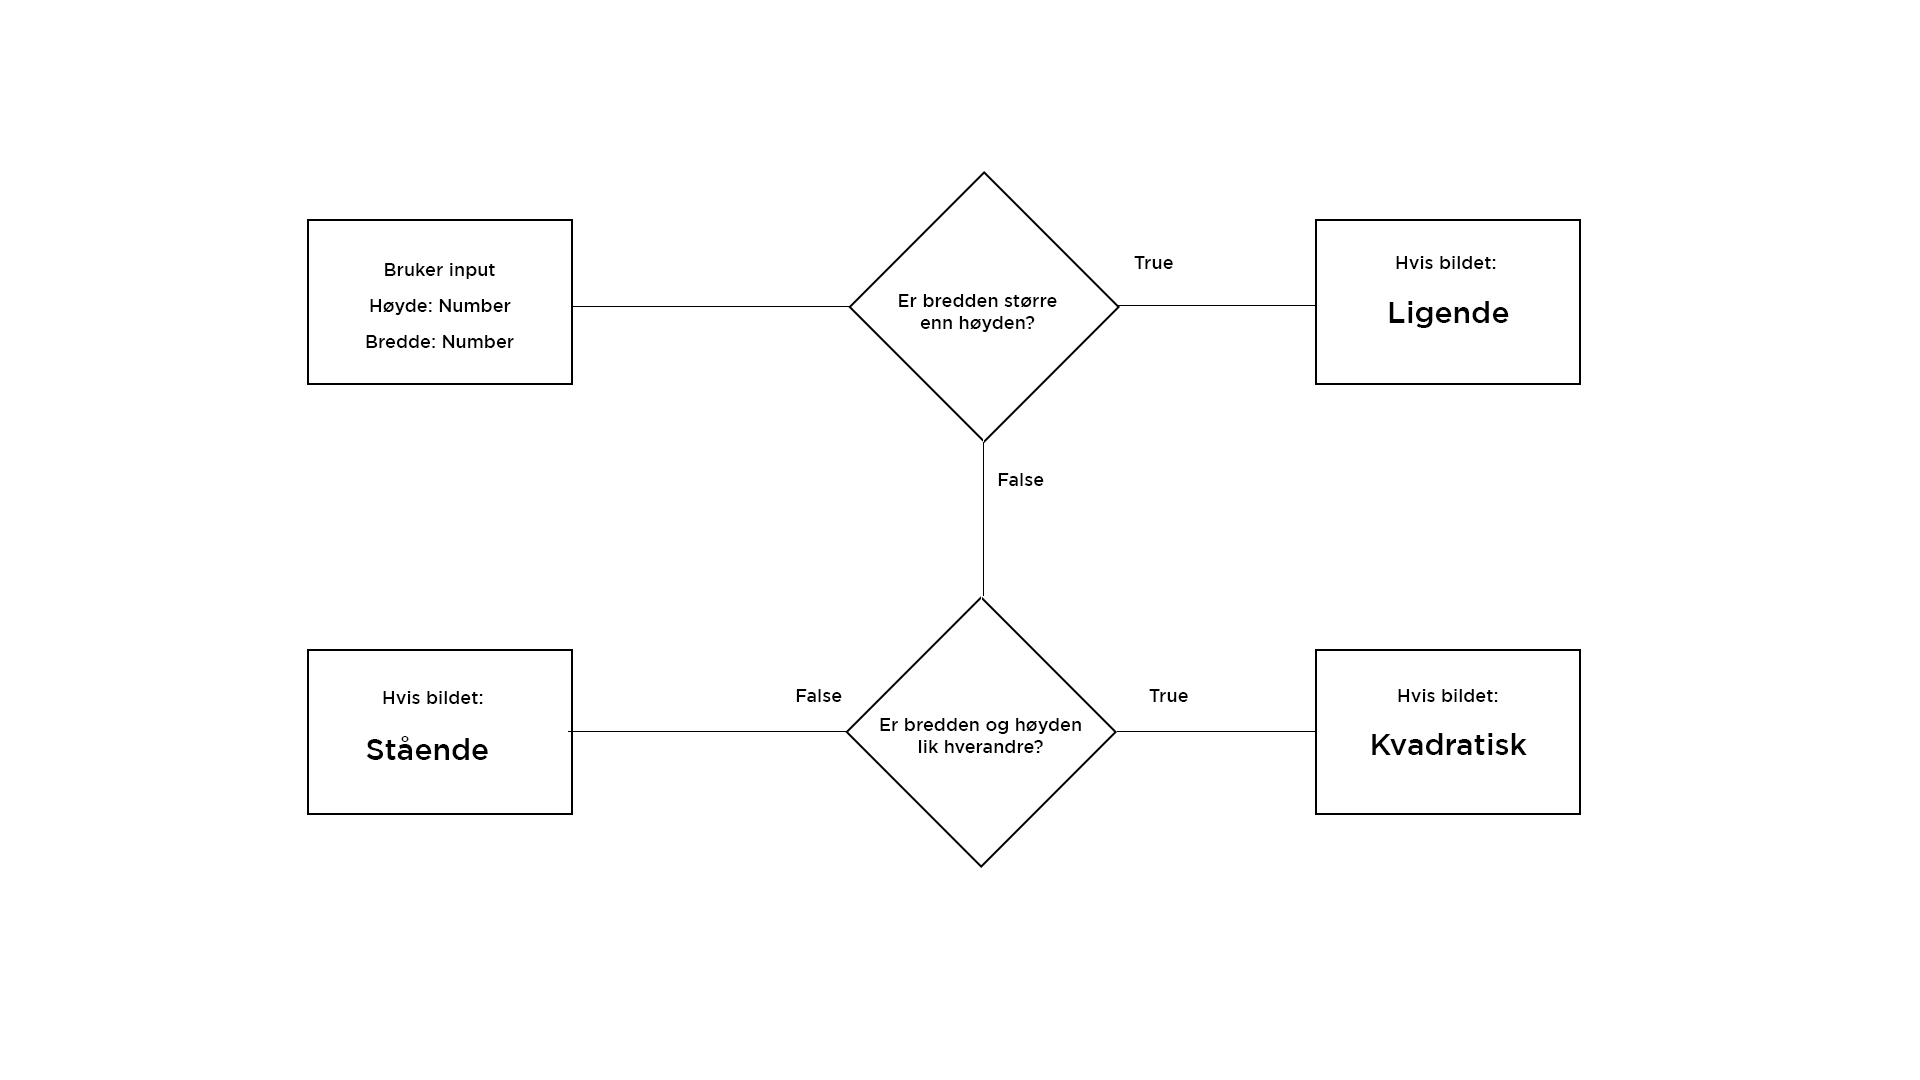 Bruker input
Høyde: Number
Bredde: Number
Er bredden større
enn høyden?
True
Hvis bildet:
Ligende
False
Hvis bildet:
Stående
False
Er bredden og høyden
lik hverandre?
True
Hvis bildet:
Kvadratisk